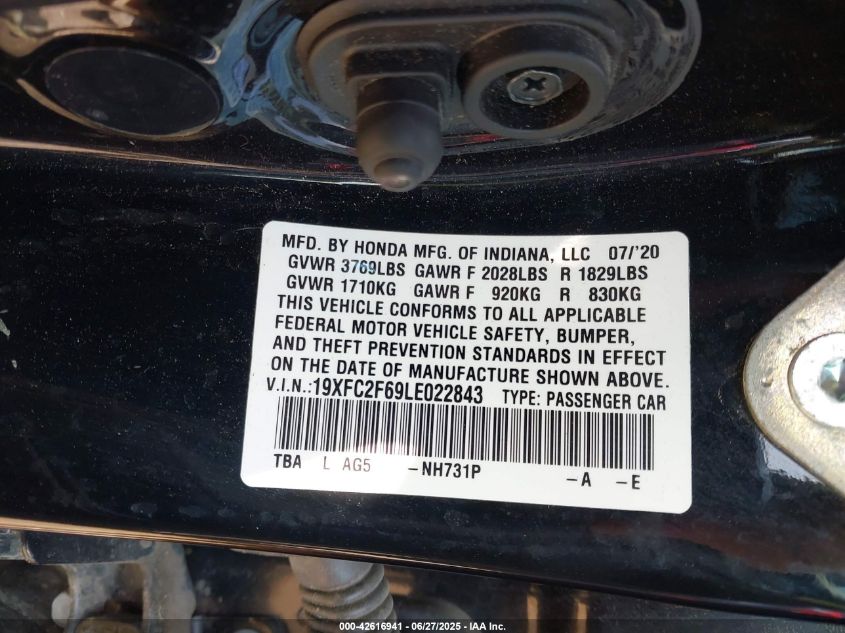 MFD. BY HONDA MFG. OF INDIANA, LLC 07/'20
GVWR 3769LBS GAWR F 2028LBS R 1829LBS
GVWR 1710KG GAWR F 920KG R 830KG
THIS VEHICLE CONFORMS TO ALL APPLICABLE
FEDERAL MOTOR VEHICLE SAFETY, BUMPER,
AND THEFT PREVENTION STANDARDS IN EFFECT
ON THE DATE OF MANUFACTURE SHOWN ABOVE.
V.I.N.:19XFC2F69LE022843 TYPE: PASSENGER CAR
TBA L AG5 -NH731P -A -E
000-42616941 - 06/27/2025 - © IAA Inc.